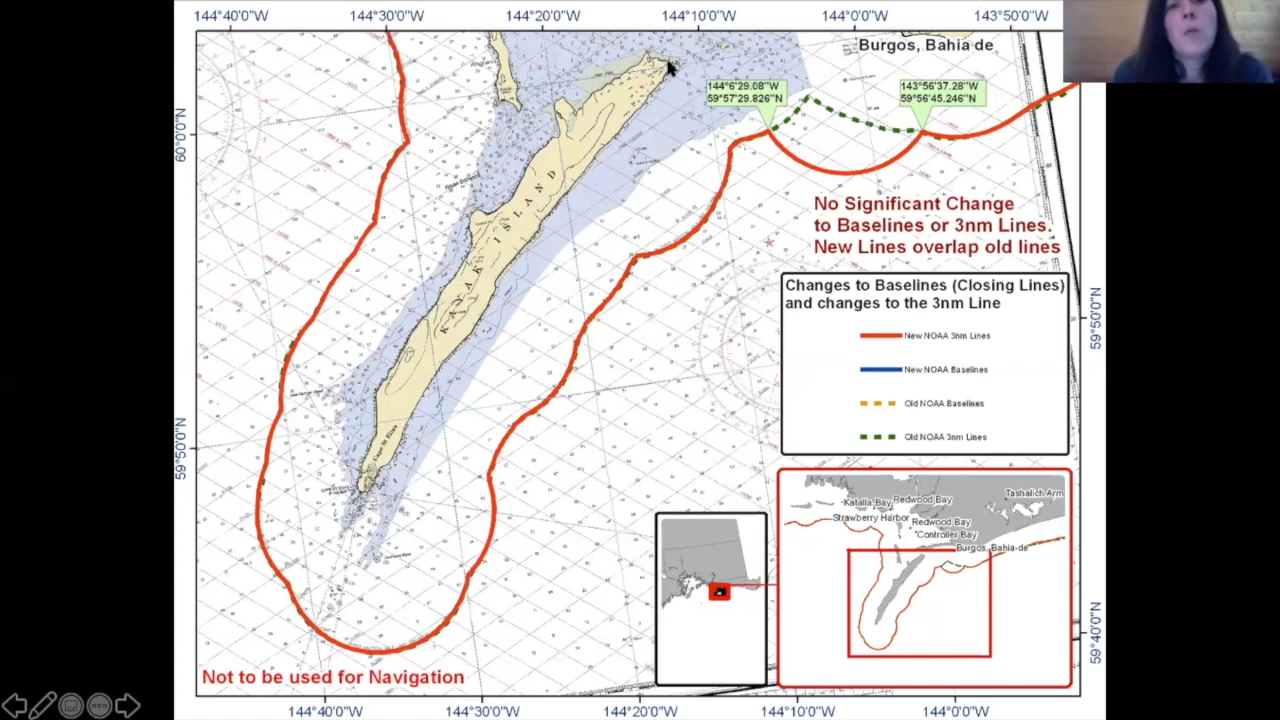 144°40'0"W
144°30'0"W
144°20'0"W
144°10'0"W
144°0'0"W
143°50'0"W
Burgos, Bahia de
144°6'29.08"W
59°57'29.826"N
143°56'37.28"W
59°56'45.246"N
60°0'0"N
KAYAK ISLAND
No Significant Change
to Baselines or 3nm Lines.
New Lines overlap old lines
Changes to Baselines (Closing Lines)
and changes to the 3nm Line
New NOAA 3nm Lines
New NOAA Baselines
Old NOAA Baselines
Old NOAA 3nm Lines
59°50'0"N
59°50'0"N
Cape St Elias
Katalla Bay
Redwood Bay
Tashalich Arm
Strawberry Harbor
Redwood Bay
Controller Bay
Burgos, Bahia de
59°40'0"N
Not to be used for Navigation
144°40'0"W
144°30'0"W
144°20'0"W
144°10'0"W
144°0'0"W